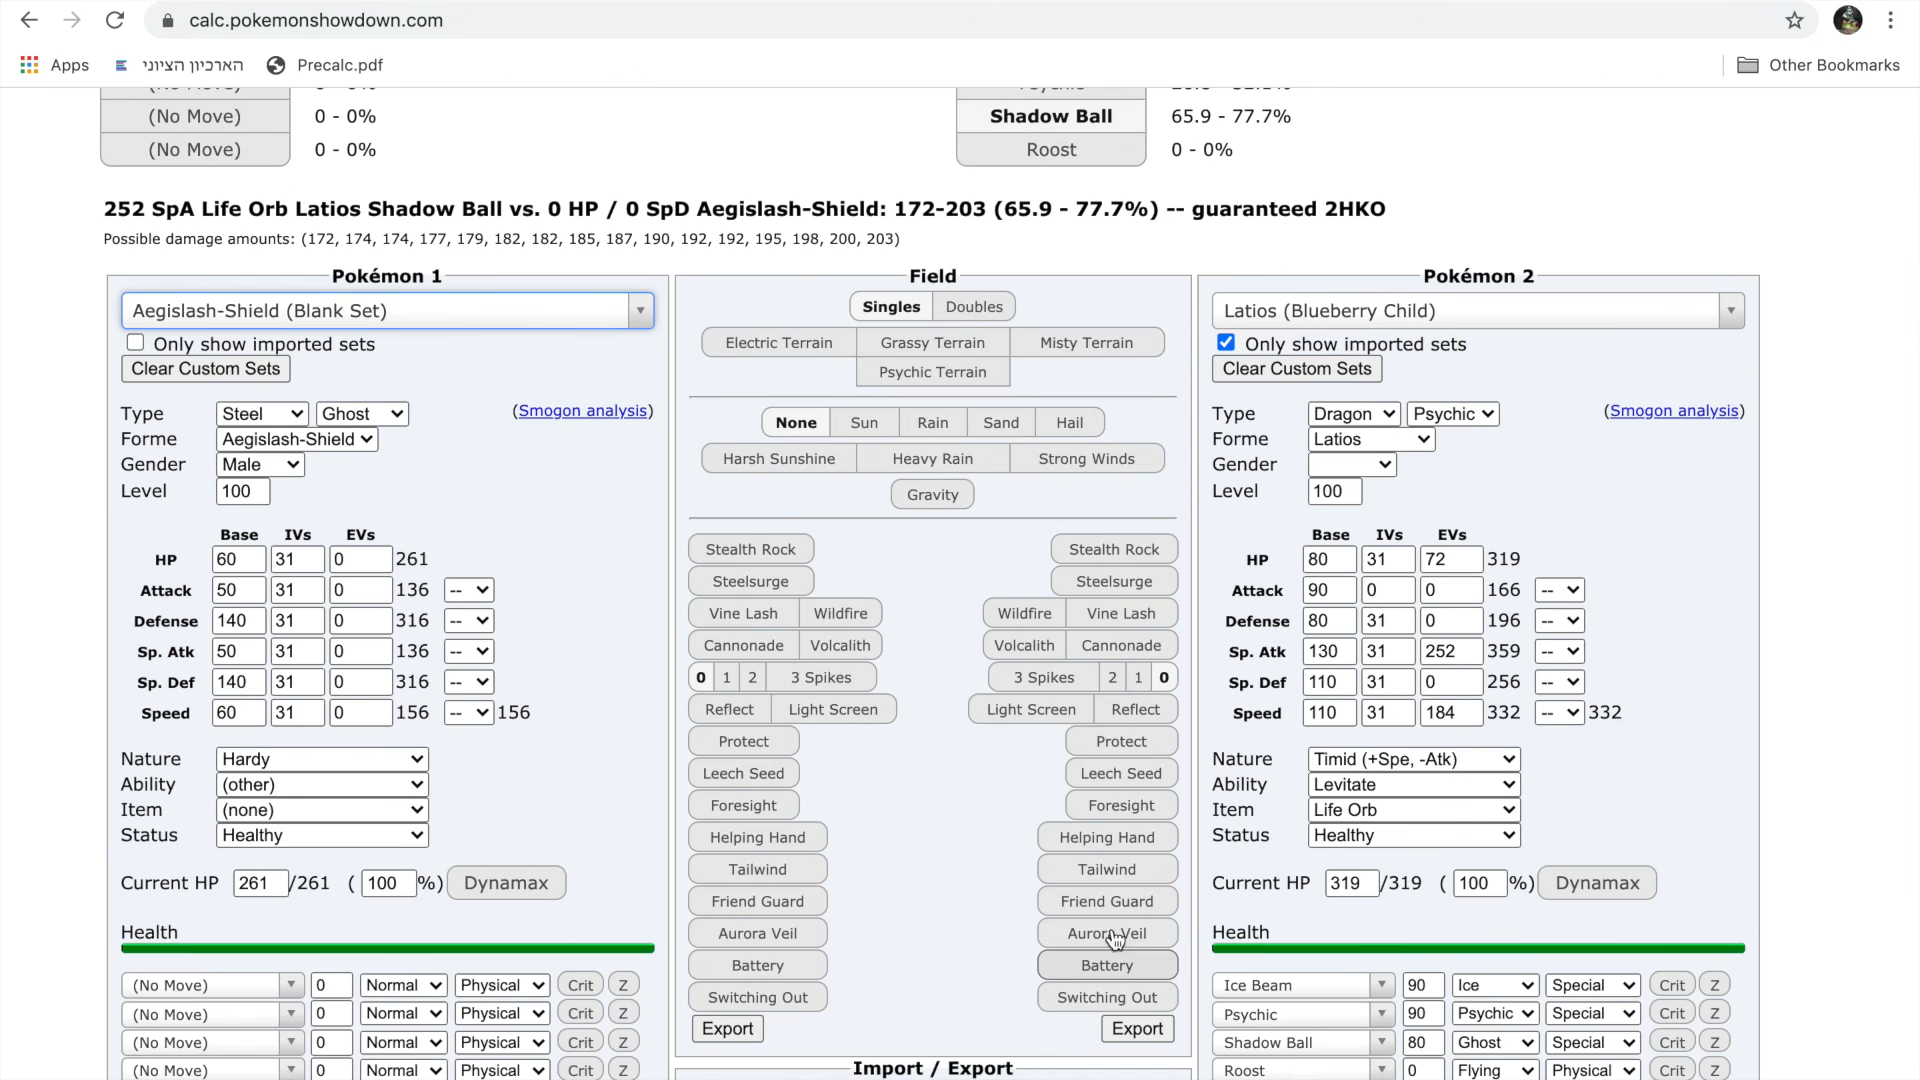 calc.pokemonshowdown.com
Apps הארכיון הציוני Precalc.pdf Other Bookmarks
(No Move) 0 - 0% Shadow Ball 65.9 - 77.7%
(No Move) 0 - 0% Roost 0 - 0%
252 SpA Life Orb Latios Shadow Ball vs. 0 HP / 0 SpD Aegislash-Shield: 172-203 (65.9 - 77.7%) -- guaranteed 2HKO
Possible damage amounts: (172, 174, 174, 177, 179, 182, 182, 185, 187, 190, 192, 192, 195, 198, 200, 203)
Pokémon 1
Aegislash-Shield (Blank Set)
Only show imported sets
Clear Custom Sets
Type Steel Ghost (Smogon analysis)
Forme Aegislash-Shield
Gender Male
Level 100
Base IVs EVs
HP 60 31 0 261
Attack 50 31 0 136 --
Defense 140 31 0 316 --
Sp. Atk 50 31 0 136 --
Sp. Def 140 31 0 316 --
Speed 60 31 0 156 -- 156
Nature Hardy
Ability (other)
Item (none)
Status Healthy
Current HP 261 /261 ( 100 %) Dynamax
Health
(No Move) 0 Normal Physical Crit Z
(No Move) 0 Normal Physical Crit Z
(No Move) 0 Normal Physical Crit Z
(No Move) 0 Normal Physical Crit Z
Field
Singles Doubles
Electric Terrain Grassy Terrain Misty Terrain
Psychic Terrain
None Sun Rain Sand Hail
Harsh Sunshine Heavy Rain Strong Winds
Gravity
Stealth Rock Stealth Rock
Steelsurge Steelsurge
Vine Lash Wildfire Wildfire Vine Lash
Cannonade Volcalith Volcalith Cannonade
0 1 2 3 Spikes 3 Spikes 2 1 0
Reflect Light Screen Light Screen Reflect
Protect Protect
Leech Seed Leech Seed
Foresight Foresight
Helping Hand Helping Hand
Tailwind Tailwind
Friend Guard Friend Guard
Aurora Veil Aurora Veil
Battery Battery
Switching Out Switching Out
Export Export
Import / Export
Pokémon 2
Latios (Blueberry Child)
Only show imported sets
Clear Custom Sets
Type Dragon Psychic (Smogon analysis)
Forme Latios
Gender
Level 100
Base IVs EVs
HP 80 31 72 319
Attack 90 0 0 166 --
Defense 80 31 0 196 --
Sp. Atk 130 31 252 359 --
Sp. Def 110 31 0 256 --
Speed 110 31 184 332 -- 332
Nature Timid (+Spe, -Atk)
Ability Levitate
Item Life Orb
Status Healthy
Current HP 319 /319 ( 100 %) Dynamax
Health
Ice Beam 90 Ice Special Crit Z
Psychic 90 Psychic Special Crit Z
Shadow Ball 80 Ghost Special Crit Z
Roost 0 Flying Physical Crit Z